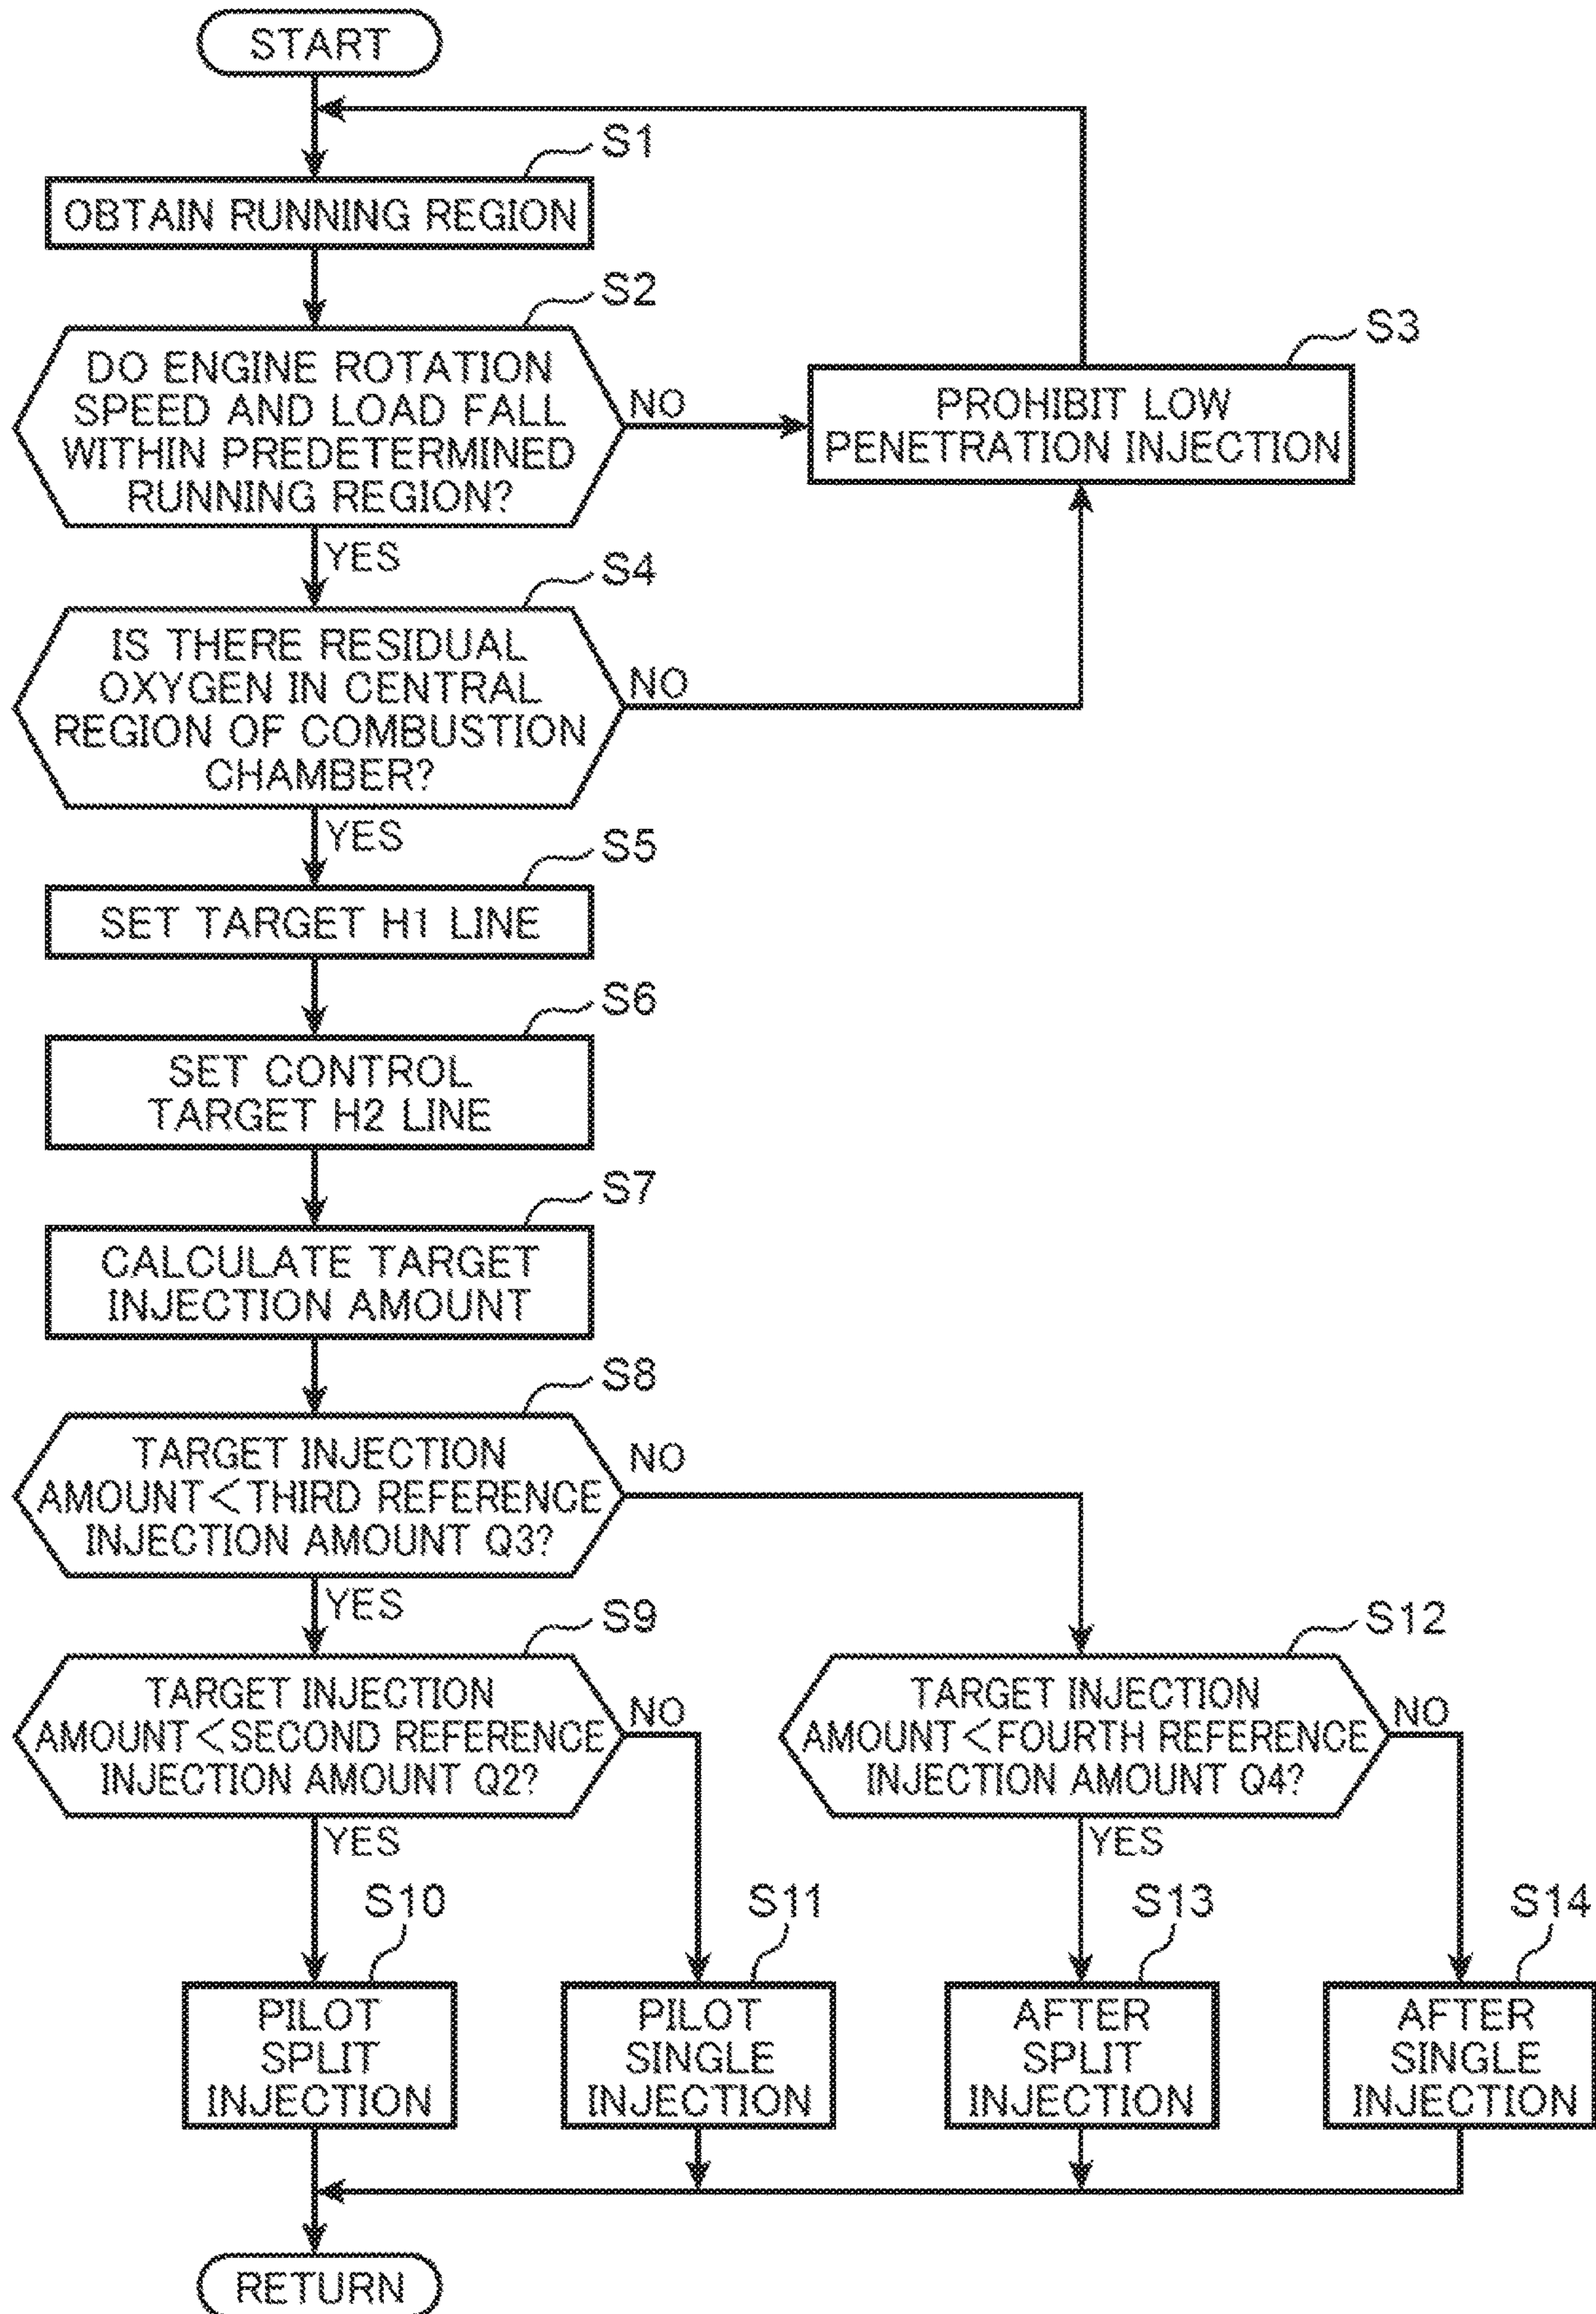 START
S1
OBTAIN RUNNING REGION
S2
DO ENGINE ROTATION
SPEED AND LOAD FALL
WITHIN PREDETERMINED
RUNNING REGION?
NO
YES
S3
PROHIBIT LOW
PENETRATION INJECTION
S4
IS THERE RESIDUAL
OXYGEN IN CENTRAL
REGION OF COMBUSTION
CHAMBER?
NO
YES
S5
SET TARGET H1 LINE
S6
SET CONTROL
TARGET H2 LINE
S7
CALCULATE TARGET
INJECTION AMOUNT
S8
TARGET INJECTION
AMOUNT<THIRD REFERENCE
INJECTION AMOUNT Q3?
NO
YES
S9
TARGET INJECTION
AMOUNT<SECOND REFERENCE
INJECTION AMOUNT Q2?
NO
YES
S12
TARGET INJECTION
AMOUNT<FOURTH REFERENCE
INJECTION AMOUNT Q4?
NO
YES
S10
PILOT
SPLIT
INJECTION
S11
PILOT
SINGLE
INJECTION
S13
AFTER
SPLIT
INJECTION
S14
AFTER
SINGLE
INJECTION
RETURN